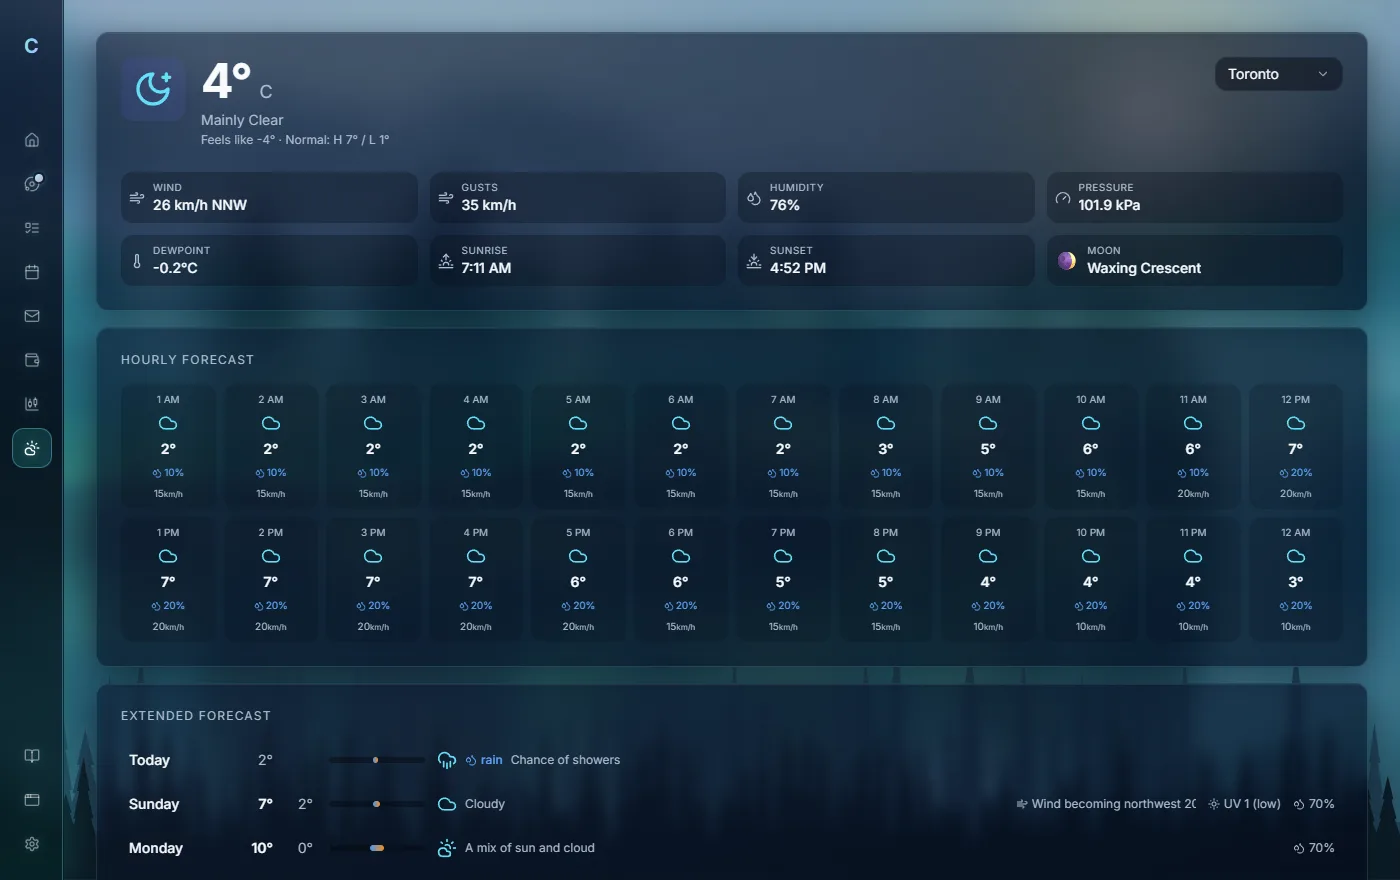 C
4° C
Toronto
Mainly Clear
Feels like -4° · Normal: H 7° / L 1°
WIND
26 km/h NNW
GUSTS
35 km/h
HUMIDITY
76%
PRESSURE
101.9 kPa
DEWPOINT
-0.2°C
SUNRISE
7:11 AM
SUNSET
4:52 PM
MOON
Waxing Crescent
HOURLY FORECAST
1 AM 2 AM 3 AM 4 AM 5 AM 6 AM 7 AM 8 AM 9 AM 10 AM 11 AM 12 PM
2° 2° 2° 2° 2° 2° 2° 3° 5° 6° 6° 7°
10% 10% 10% 10% 10% 10% 10% 10% 10% 10% 10% 20%
15km/h 15km/h 15km/h 15km/h 15km/h 15km/h 15km/h 15km/h 15km/h 15km/h 20km/h 20km/h
1 PM 2 PM 3 PM 4 PM 5 PM 6 PM 7 PM 8 PM 9 PM 10 PM 11 PM 12 AM
7° 7° 7° 7° 6° 6° 5° 5° 4° 4° 4° 3°
20% 20% 20% 20% 20% 20% 20% 20% 20% 20% 20% 20%
20km/h 20km/h 20km/h 20km/h 20km/h 15km/h 15km/h 15km/h 10km/h 10km/h 10km/h 10km/h
EXTENDED FORECAST
Today 2° rain Chance of showers
Sunday 7° 2° Cloudy Wind becoming northwest 20 UV 1 (low) 70%
Monday 10° 0° A mix of sun and cloud 70%